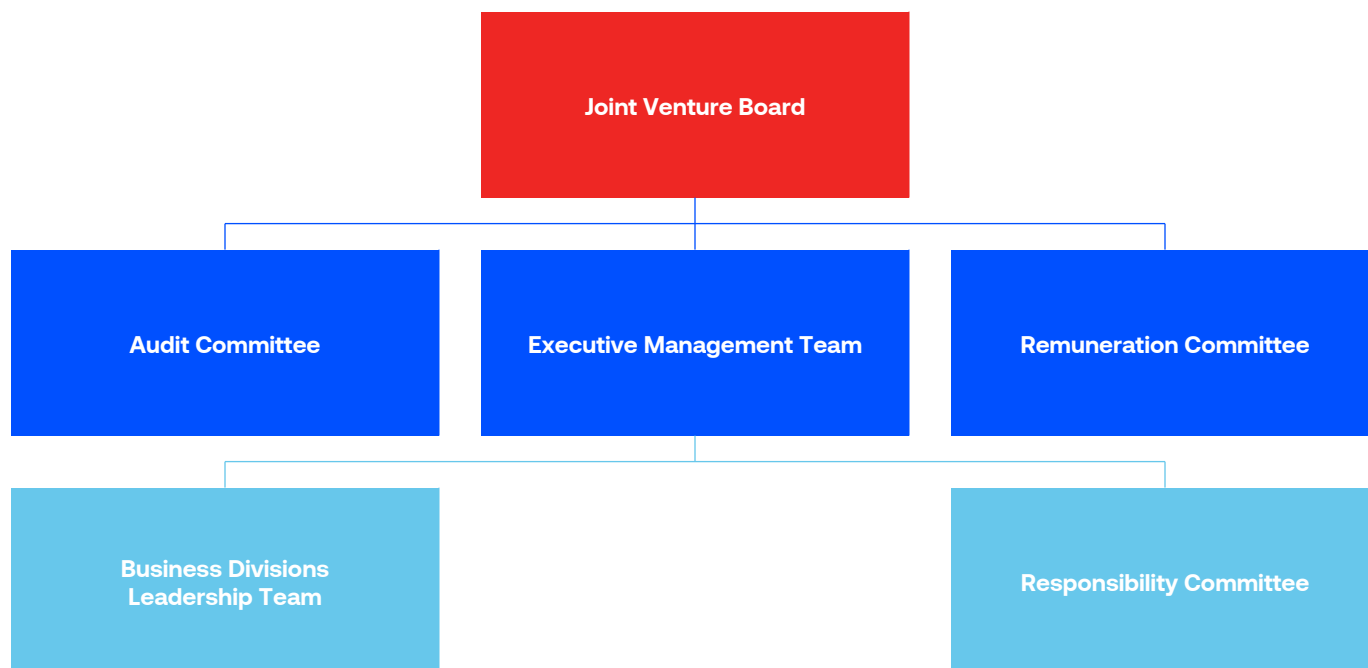 Joint Venture Board
Audit Committee
Executive Management Team
Remuneration Committee
Business Divisions
Leadership Team
Responsibility Committee